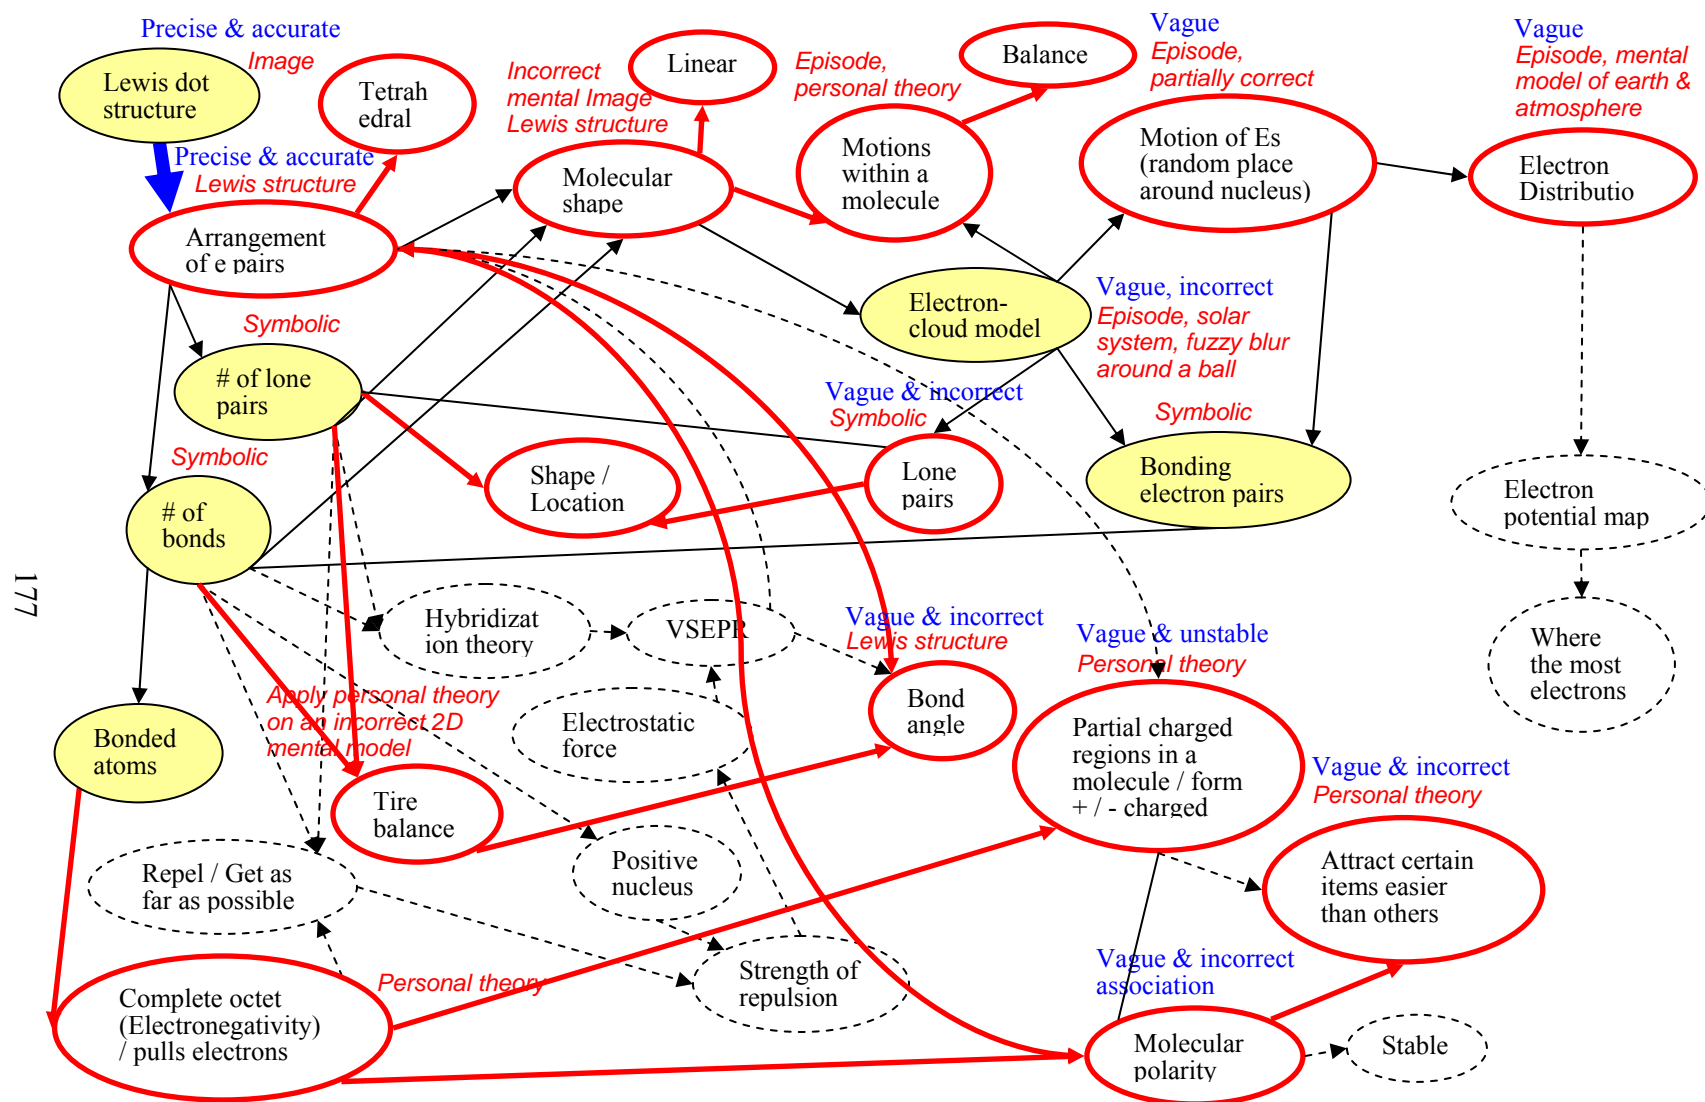 Precise & accurate
Image
Lewis dot
structure
Tetrah
edral
Precise & accurate
Lewis structure
Arrangement
of e pairs
Incorrect
mental Image
Lewis structure
Linear
Molecular
shape
Episode,
personal theory
Motions
within a
molecule
Balance
Vague
Episode,
partially correct
Motion of Es
(random place
around nucleus)
Vague
Episode, mental
model of earth &
atmosphere
Electron
Distributio
Electron-
cloud model
Vague, incorrect
Episode, solar
system, fuzzy blur
around a ball
Symbolic
# of lone
pairs
Symbolic
# of
bonds
Shape /
Location
Vague & incorrect
Symbolic
Lone
pairs
Symbolic
Bonding
electron pairs
Electron
potential map
Where
the most
electrons
177
Hybridizat
ion theory
VSEPR
Vague & incorrect
Lewis structure
Bond
angle
Vague & unstable
Personal theory
Partial charged
regions in a
molecule / form
+ / - charged
Apply personal theory
on an incorrect 2D
mental model
Electrostatic
force
Bonded
atoms
Tire
balance
Vague & incorrect
Personal theory
Attract certain
items easier
than others
Repel / Get as
far as possible
Positive
nucleus
Strength of
repulsion
Personal theory
Complete octet
(Electronegativity)
/ pulls electrons
Vague & incorrect
association
Molecular
polarity
Stable